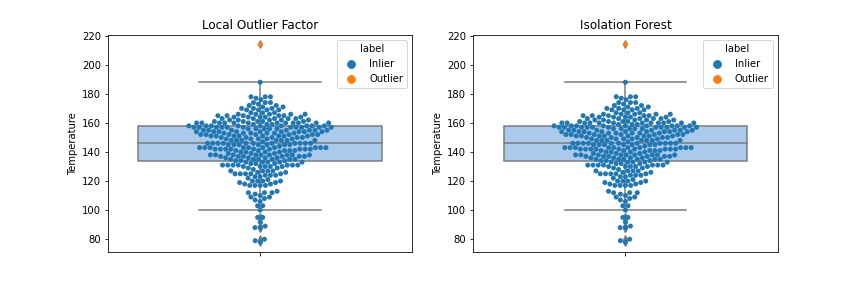 Local Outlier Factor
220
200
180
160
140
120
100
80
Temperature
label
Inlier
Outlier
Isolation Forest
220
200
180
160
140
120
100
80
Temperature
label
Inlier
Outlier